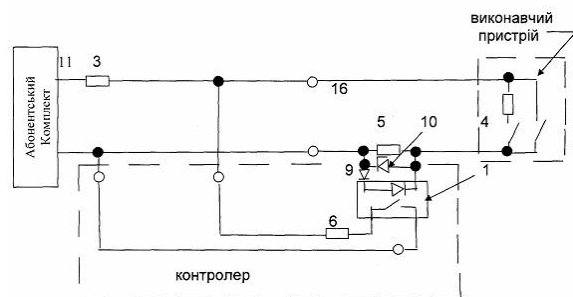 виконавчий
пристрій
11
3
16
Абонентський
Комплект
5
10
4
9
1
6
контролер